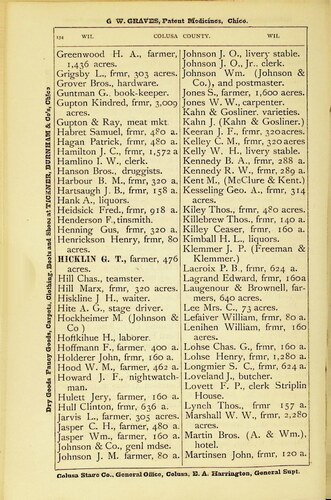 G W. GRAVES, Patent Medicines, Chico.
194 WIL COLUSA COUNTY. WIL
Greenwood H. A., farmer,
1,436 acres.
Grigsby L., frmr, 303 acres.
Grover Bros., hardware.
Guntman G. book-keeper.
Gupton Kindred, frmr, 3,009
acres.
Gupton & Ray, meat mkt
Habret Samuel, frmr, 480 a.
Hagan Patrick, frmr, 480 a.
Hamilton J. C., frmr, 1,572 a
Hamlino I. W., clerk.
Hanson Bros., druggists.
Harbour B. M., frmr, 320 a.
Hartsaugh J. B., frmr, 158 a.
Hank A., liquors.
Heidsick Fred., frmr, 918 a.
Henderson P., tinsmith.
Henning Gus, frmr, 320 a.
Henrickson Henry, frmr, 80
acres.
HICKLIN G. T., farmer, 476
acres.
Hill Chas., teamster.
Hill Marx, frmr, 320 acres.
Hiskline J H., waiter.
Hite A. G., stage driver.
Hockheimer M. (Johnson &
Co )
Hoftkihue H., laborer.
Hoffmann F., farmer. 400 a.
Holderer John, frmr, 160 a.
Hood W. M., farmer, 462 a.
Howard J. F., nightwatch-
man.
Hulett Jery, farmer, 160 a.
Hull Clinton, frmr, 636 a.
Jarvis L., farmer, 305 acres.
Jasper C. H., farmer, 480 a.
Jasper Wm., farmer, 160 a.
Johnson & Co., genl mdse.
Johnson J. M. farmer, 80 a.
Johnson J. O., livery stable.
Johnson J. O., Jr.. clerk.
Johnson Wm. (Johnson &
Co.), and postmaster.
Jones S., farmer, 1,600 acres.
Jones W. W., carpenter.
Kahn & Gosliner. varieties.
Kahn J. (Kahn & Gosliner.)
Keeran J. F., frmr, 320 acres.
Kelley C. M., frmr, 320 acres
Kelly W. H., livery stable.
Kennedy B. A., frmr, 288 a.
Kennedy R. W., frmr, 289 a.
Kent M., (McClure & Kent.)
Kesseling Geo. A., frmr, 314
acres.
Kiley Thos., frmr, 480 acres.
Killebrew Thos., frmr, 140 a.
Killey Ceaser, frmr, 160 a.
Kimball H. L., liquors.
Klemmer J. P. (Freeman &
Klemmer.)
Lacroix P. B., frmr, 624 a.
Lagrand Edward, frmr, 160a
Laugenour & Brownell, far-
mers, 640 acres.
Lee Mrs. C., 73 acres.
Lefaiver William, frmr, 80 a.
Lenihen William, frmr, 160
a.
Lohse Chas. G., frmr, 160 a.
Lohse Henry, frmr, 1,280 a.
Longmier S. C., frmr, 624 a.
Loveland J., butcher.
Lovett F. P., clerk Striplin
House.
Lynch Thos., frmr 157 a.
Marshall W. W., frmr, 2,280
acres.
Martin Bros. (A. & Wm.),
hotel.
Martinsen John, frmr, 120 a.
Dry Goods Fancy Goods, Carpets, Clothing, Boots and Shoes at TICKNER, BURNHAM & Co's, Chico
Colusa Stage Co., General Office, Colusa, E. A. Harrington, General Supt.